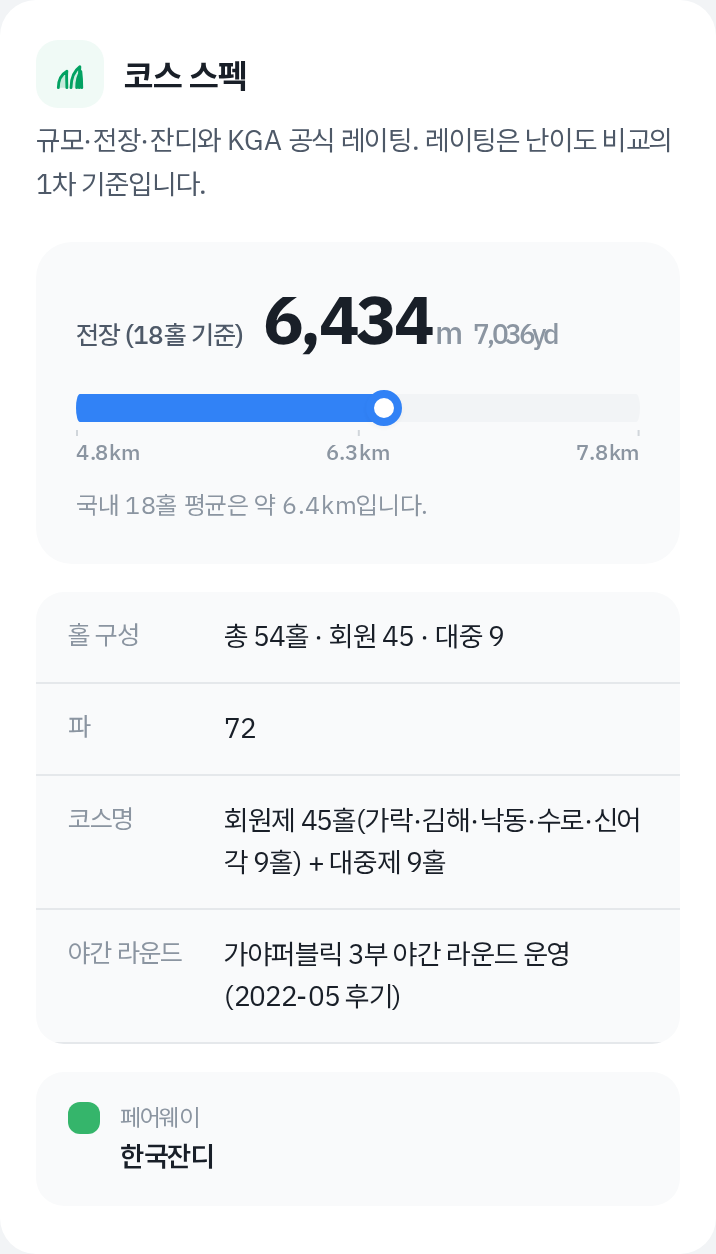 코스 스펙
규모·전장·잔디와 KGA 공식 레이팅. 레이팅은 난이도 비교의
1차 기준입니다.
전장 (18홀 기준) 6,434m 7,036yd
4.8km 6.3km 7.8km
국내 18홀 평균은 약 6.4km입니다.
홀 구성 총 54홀 · 회원 45 · 대중 9
파 72
코스명 회원제 45홀(가락·김해·낙동·수로·신어
각 9홀) + 대중제 9홀
야간 라운드 가야퍼블릭 3부 야간 라운드 운영
(2022-05 후기)
페어웨이
한국잔디